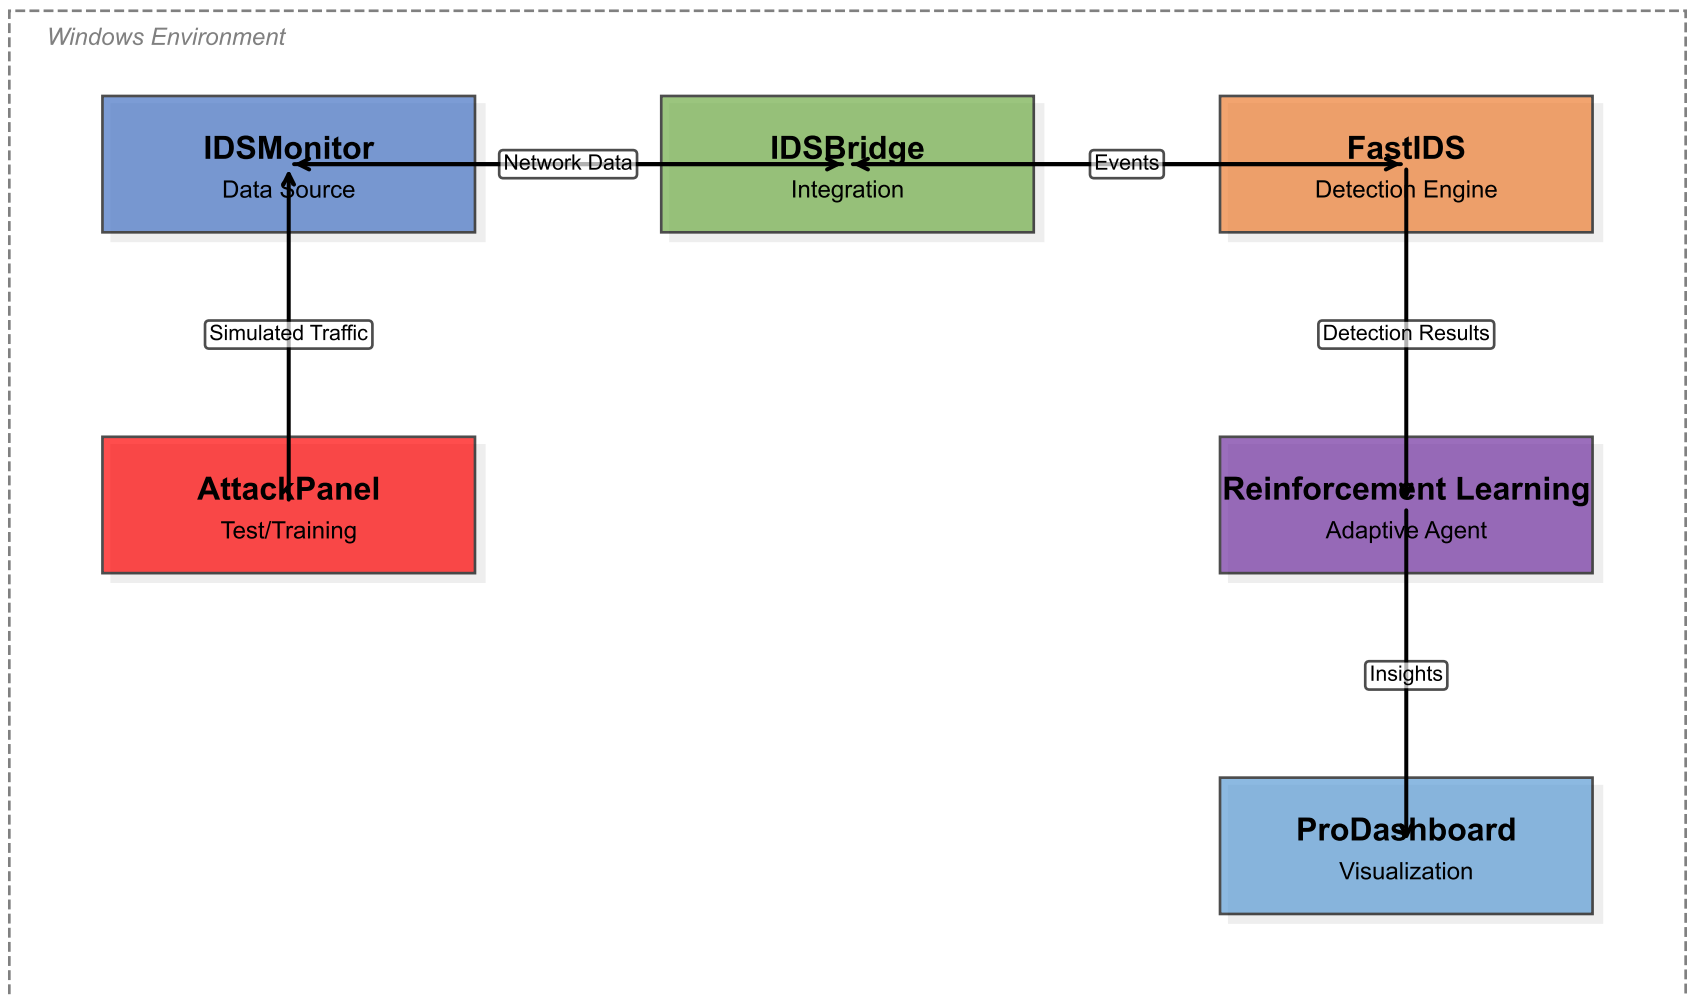 Windows Environment
IDSMonitor
Data Source
Network Data
IDSBridge
Integration
Events
FastIDS
Detection Engine
Simulated Traffic
Detection Results
AttackPanel
Test/Training
Reinforcement Learning
Adaptive Agent
Insights
ProDashboard
Visualization